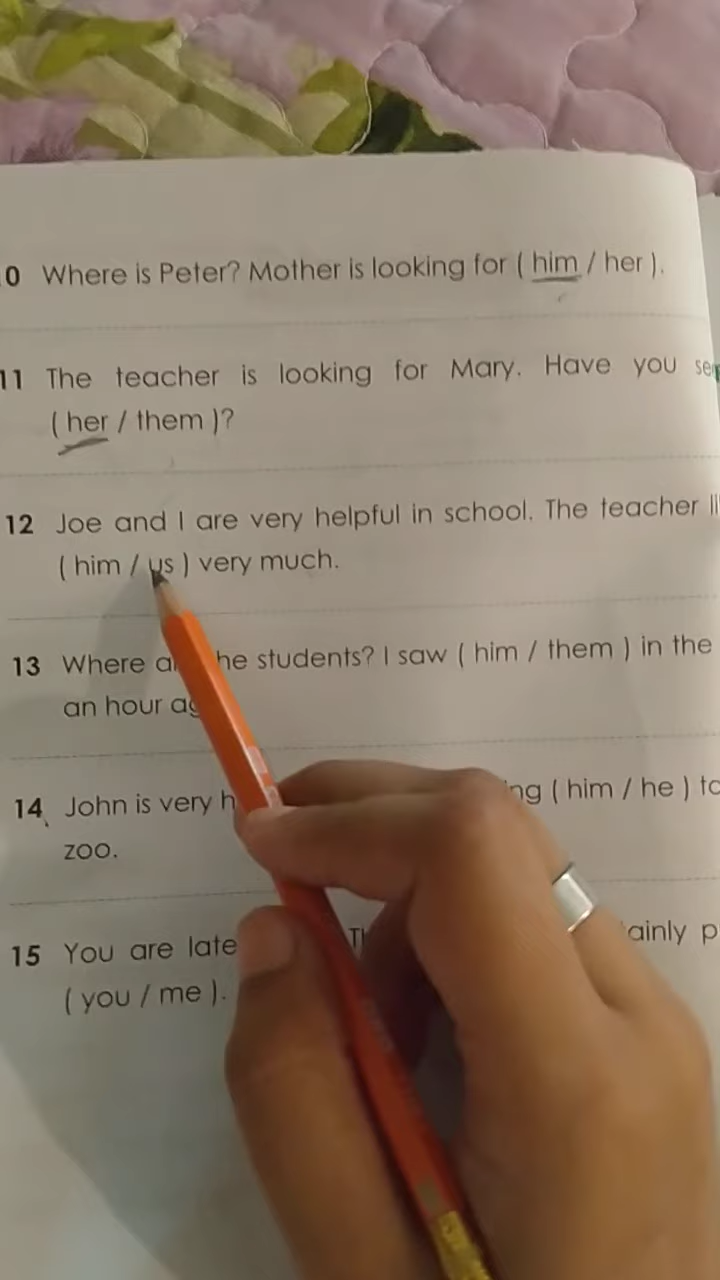 0 Where is Peter? Mother is looking for ( him / her ).
11 The teacher is looking for Mary. Have you
( her / them )?
12 Joe and I are very helpful in school. The teacher
( him / us ) very much.
13 Where he students? I saw ( him / them ) in the
an hour
14 John is very ( him / he )
zoo.
15 You are late
( you / me ).